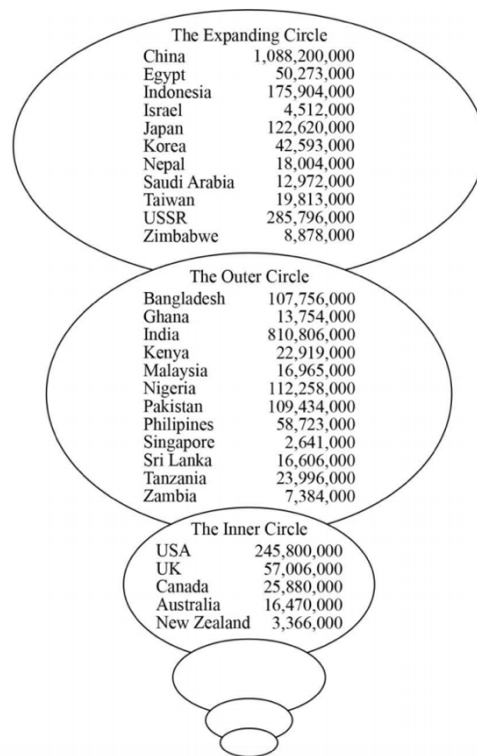 The Expanding Circle
China 1,088,200,000
Egypt 50,273,000
Indonesia 175,904,000
Israel 4,512,000
Japan 122,620,000
Korea 42,593,000
Nepal 18,004,000
Saudi Arabia 12,972,000
Taiwan 19,813,000
USSR 285,796,000
Zimbabwe 8,878,000
The Outer Circle
Bangladesh 107,756,000
Ghana 13,754,000
India 810,806,000
Kenya 22,919,000
Malaysia 16,965,000
Nigeria 112,258,000
Pakistan 109,434,000
Philipines 58,723,000
Singapore 2,641,000
Sri Lanka 16,606,000
Tanzania 23,996,000
Zambia 7,384,000
The Inner Circle
USA 245,800,000
UK 57,006,000
Canada 25,880,000
Australia 16,470,000
New Zealand 3,366,000